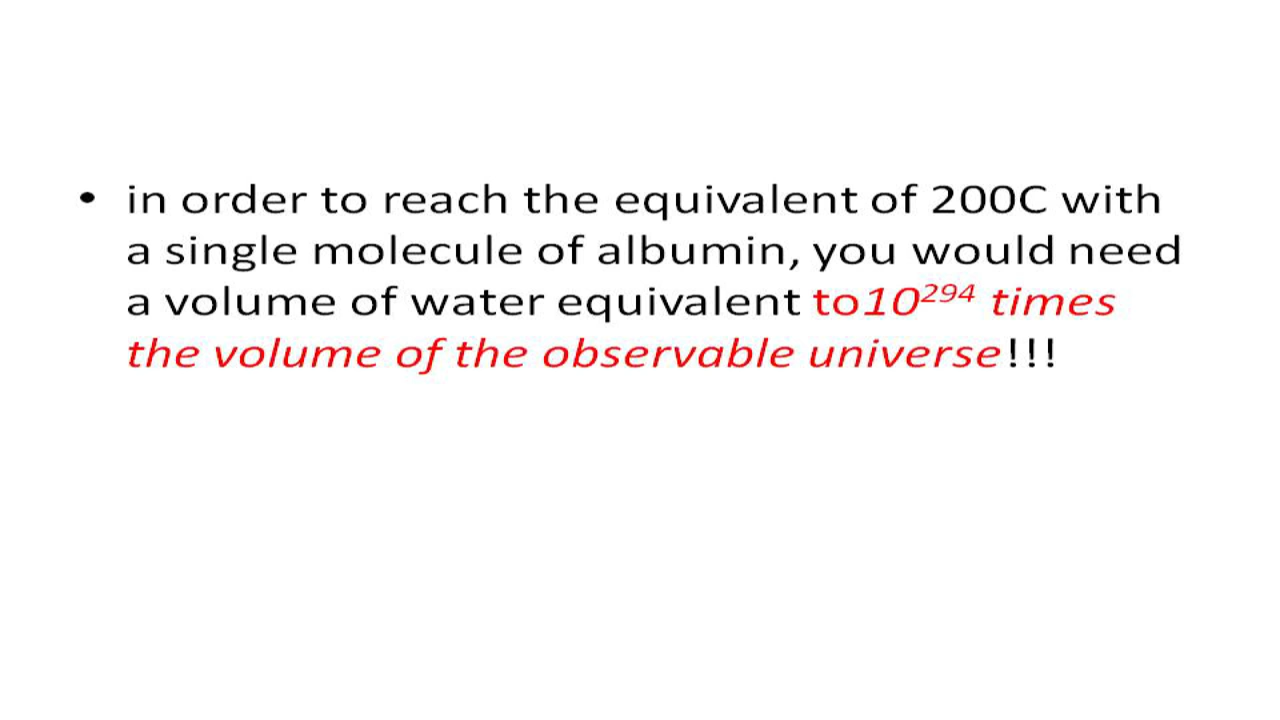 • in order to reach the equivalent of 200C with
a single molecule of albumin, you would need
a volume of water equivalent to10²⁹⁴ times
the volume of the observable universe!!!